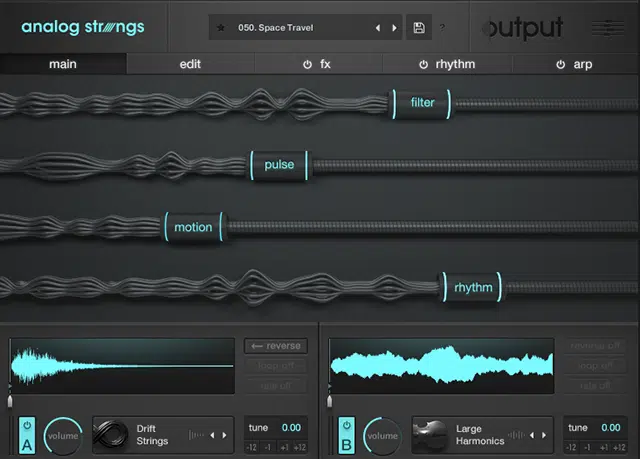 analog strings
050. Space Travel
?
output
main
edit
fx
rhythm
arp
filter
pulse
motion
rhythm
reverse
loop off
rate off
reverse off
loop off
rate off
A
volume
Drift
Strings
tune 0.00
-12 -1 +1 +12
B
volume
Large
Harmonics
tune 0.00
-12 -1 +1 +12